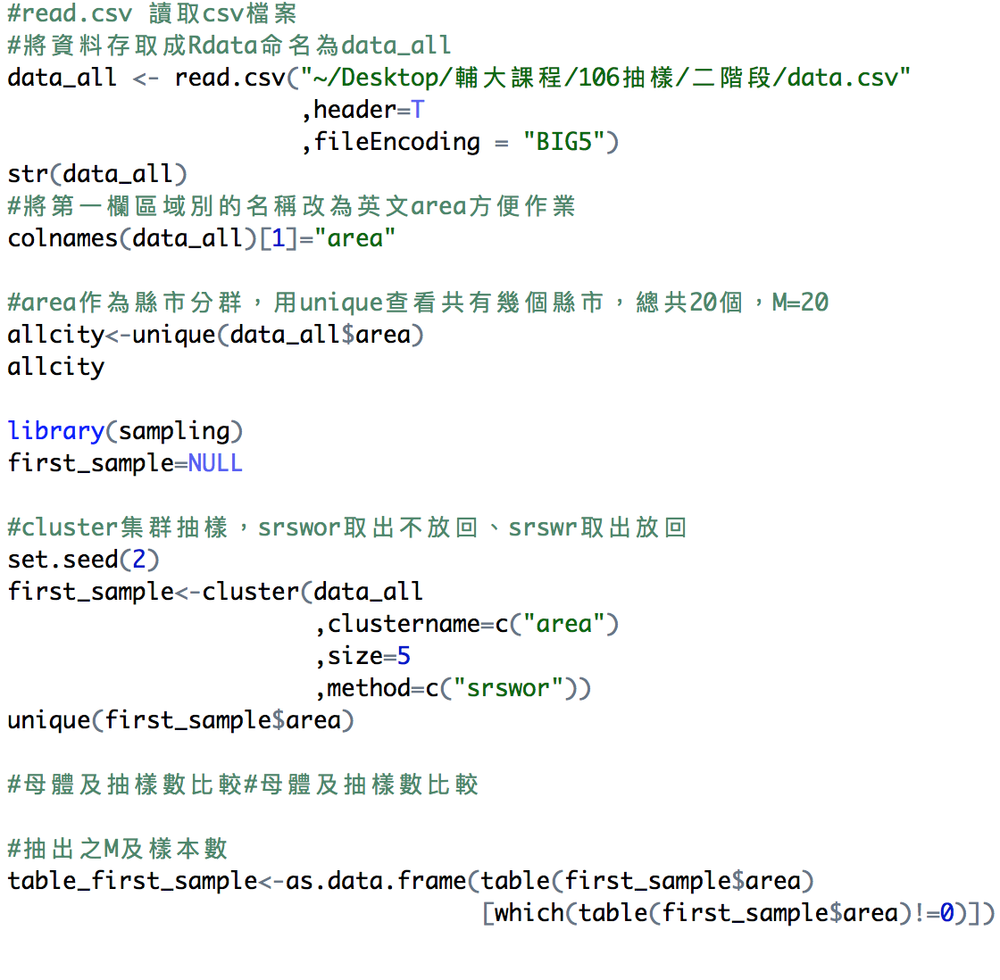 #read.csv 讀取csv檔案
#將資料存取成Rdata命名為data_all
data_all <- read.csv("~/Desktop/輔大課程/106抽樣/二階段/data.csv"
,header=T
,fileEncoding = "BIG5")
str(data_all)
#將第一欄區域別的名稱改為英文area方便作業
colnames(data_all)[1]="area"
#area作為縣市分群，用unique查看共有幾個縣市，總共20個，M=20
allcity<-unique(data_all$area)
allcity
library(sampling)
first_sample=NULL
#cluster集群抽樣，srswor取出不放回、srswr取出放回
set.seed(2)
first_sample<-cluster(data_all
,clustername=c("area")
,size=5
,method=c("srswor"))
unique(first_sample$area)
#母體及抽樣數比較#母體及抽樣數比較
#抽出之M及樣本數
table_first_sample<-as.data.frame(table(first_sample$area)
[which(table(first_sample$area)!=0)])